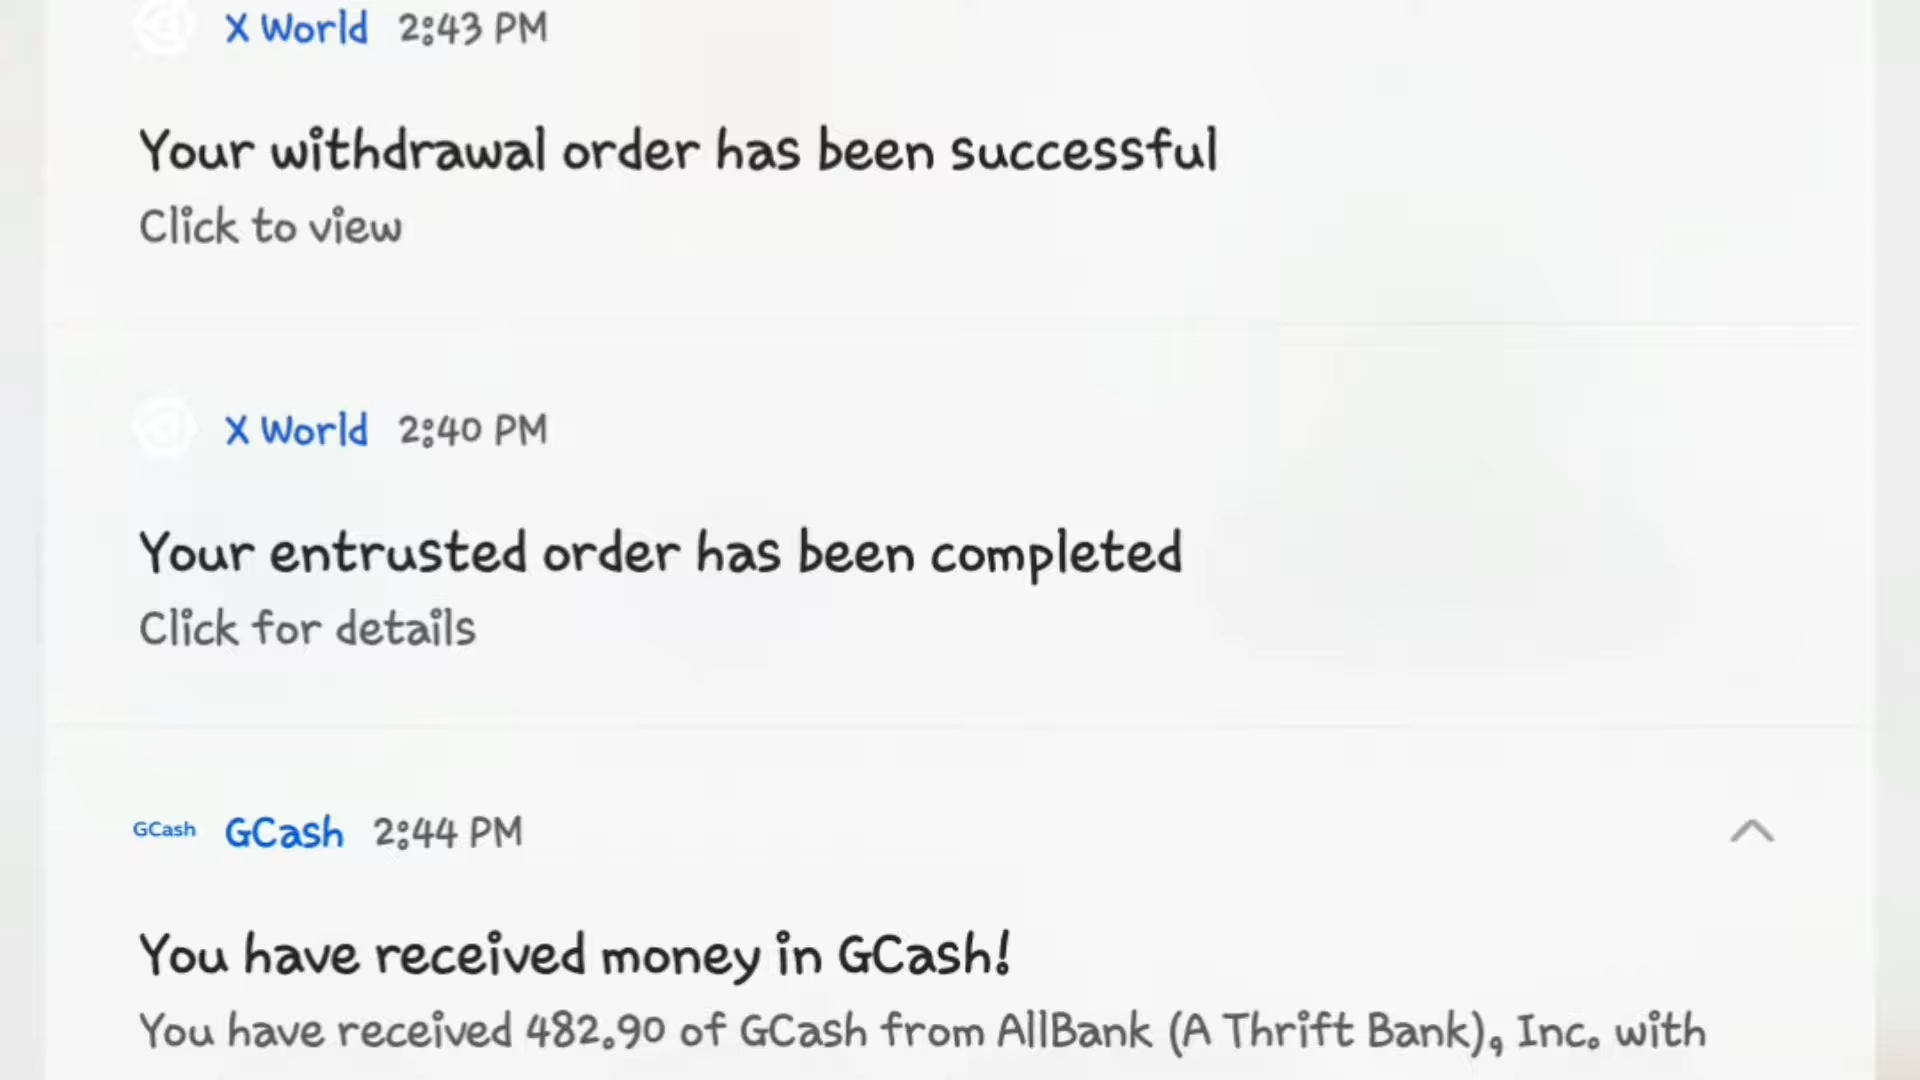 X World 2:43 PM
Your withdrawal order has been successful
Click to view
X World 2:40 PM
Your entrusted order has been completed
Click for details
GCash GCash 2:44 PM
You have received money in GCash!
You have received 482.90 of GCash from AllBank (A Thrift Bank), Inc. with